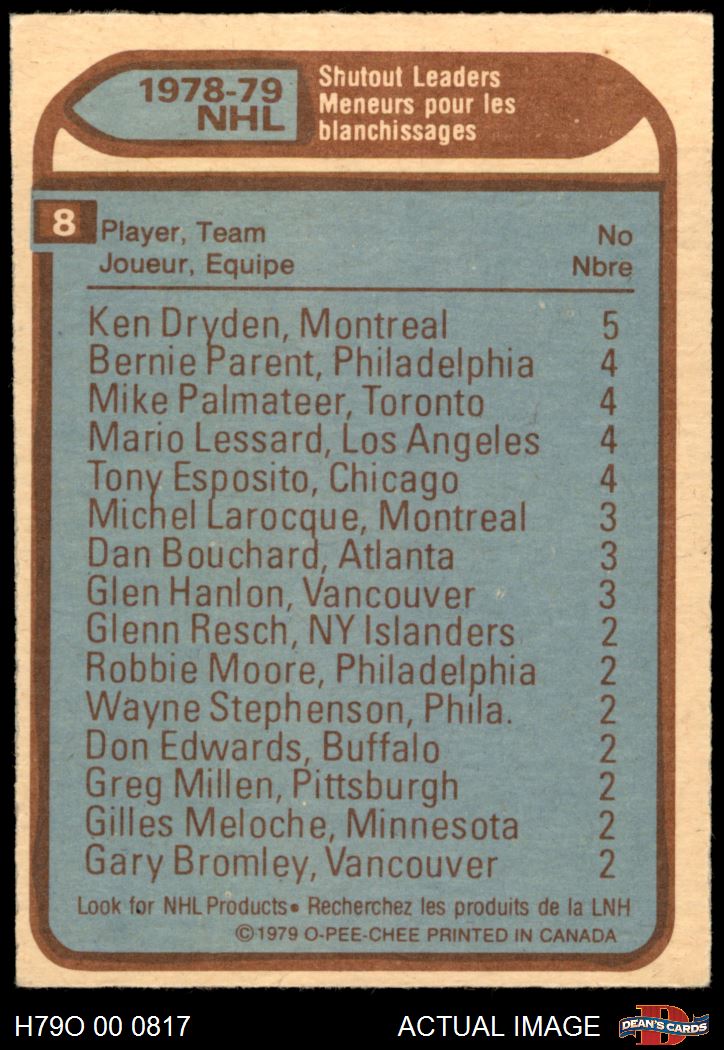 1978-79
NHL
Shutout Leaders
Meneurs pour les
blanchissages
8
Player, Team No
Joueur, Equipe Nbre
Ken Dryden, Montreal 5
Bernie Parent, Philadelphia 4
Mike Palmateer, Toronto 4
Mario Lessard, Los Angeles 4
Tony Esposito, Chicago 4
Michel Larocque, Montreal 3
Dan Bouchard, Atlanta 3
Glen Hanlon, Vancouver 3
Glenn Resch, NY Islanders 2
Robbie Moore, Philadelphia 2
Wayne Stephenson, Phila. 2
Don Edwards, Buffalo 2
Greg Millen, Pittsburgh 2
Gilles Meloche, Minnesota 2
Gary Bromley, Vancouver 2
Look for NHL Products• Recherchez les produits de la LNH
©1979 O-PEE-CHEE PRINTED IN CANADA
H79O 00 0817 ACTUAL IMAGE
D
DEAN'S CARDS